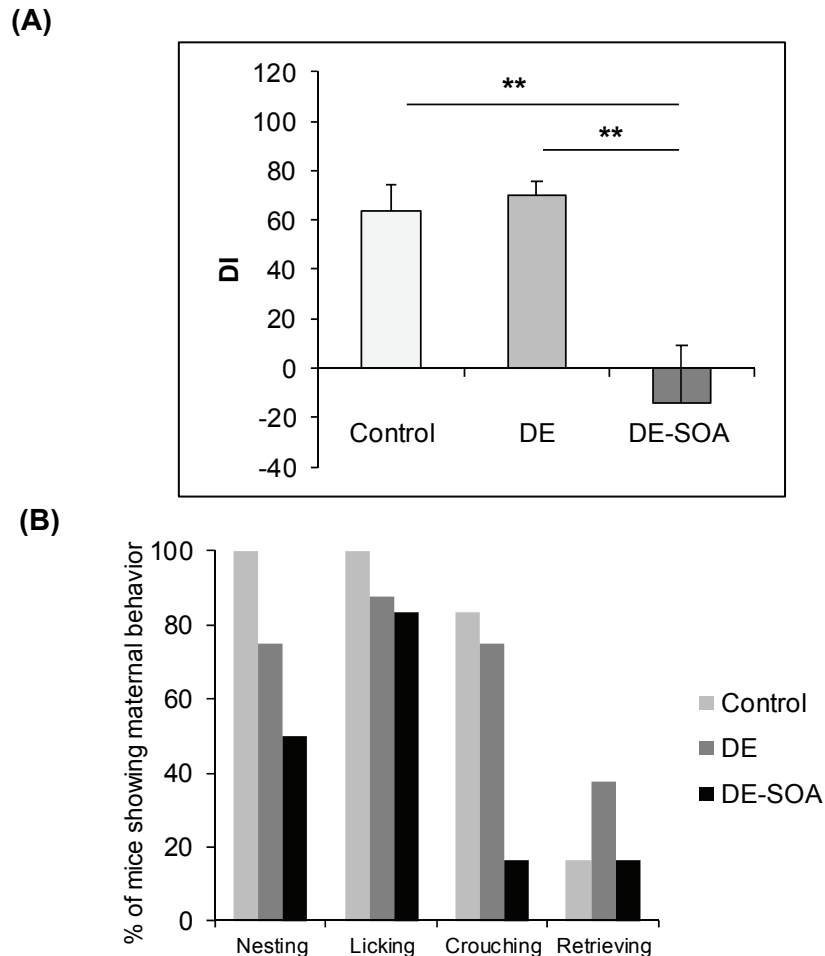 (A)
**
**
120
100
80
60
40
20
0
-20
-40
DI
Control DE DE-SOA
(B)
% of mice showing maternal behavior
100
80
60
40
20
0
Nesting Licking Crouching Retrieving
Control
DE
DE-SOA